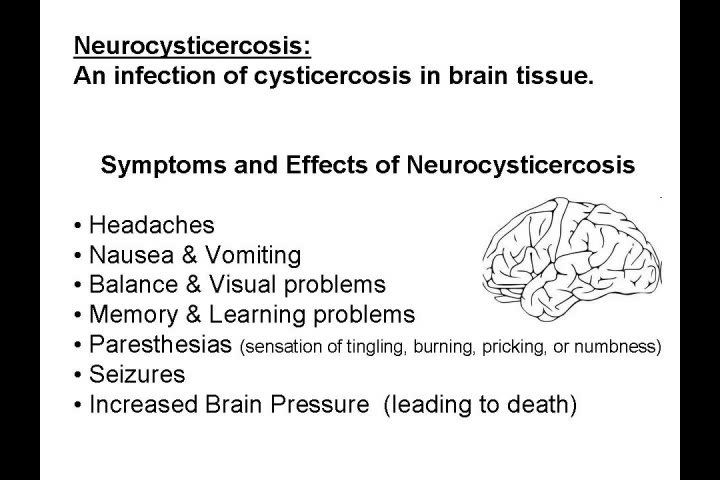 Neurocysticercosis:
An infection of cysticercosis in brain tissue.
Symptoms and Effects of Neurocysticercosis
• Headaches
• Nausea & Vomiting
• Balance & Visual problems
• Memory & Learning problems
• Paresthesias (sensation of tingling, burning, pricking, or numbness)
• Seizures
• Increased Brain Pressure (leading to death)